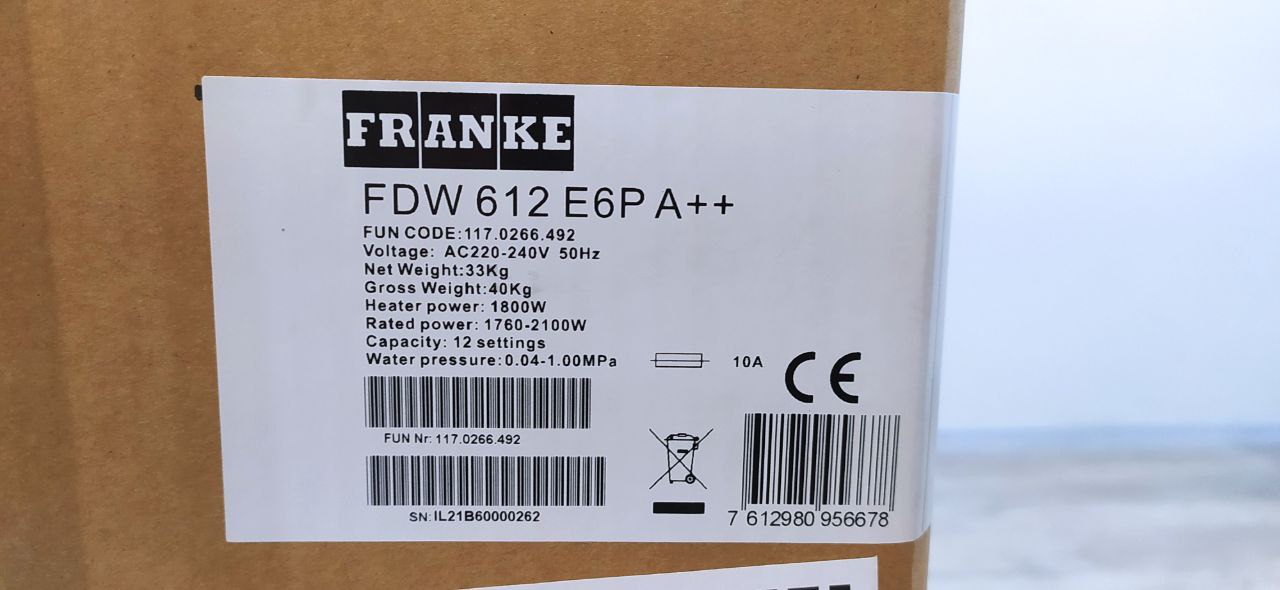 FRANKE
FDW 612 E6P A++
FUN CODE:117.0266.492
Voltage: AC220-240V 50Hz
Net Weight:33Kg
Gross Weight:40Kg
Heater power: 1800W
Rated power: 1760-2100W
Capacity: 12 settings
Water pressure:0.04-1.00MPa
10A
CE
FUN Nr: 117.0266.492
SN:IL21B60000262
7 612980 956678